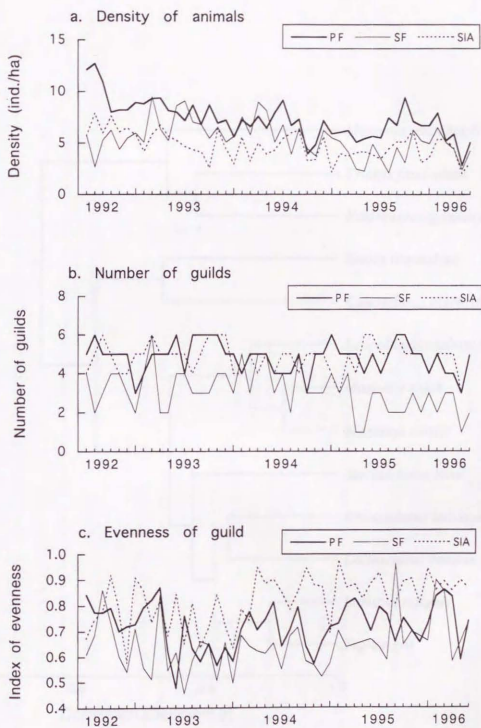 a. Density of animals
PF SF SIA
Density (ind./ha)
15
10
5
0
1992 1993 1994 1995 1996
b. Number of guilds
PF SF SIA
Number of guilds
8
6
4
2
0
1992 1993 1994 1995 1996
c. Evenness of guild
PF SF SIA
Index of evenness
1.0
0.9
0.8
0.7
0.6
0.5
0.4
1992 1993 1994 1995 1996